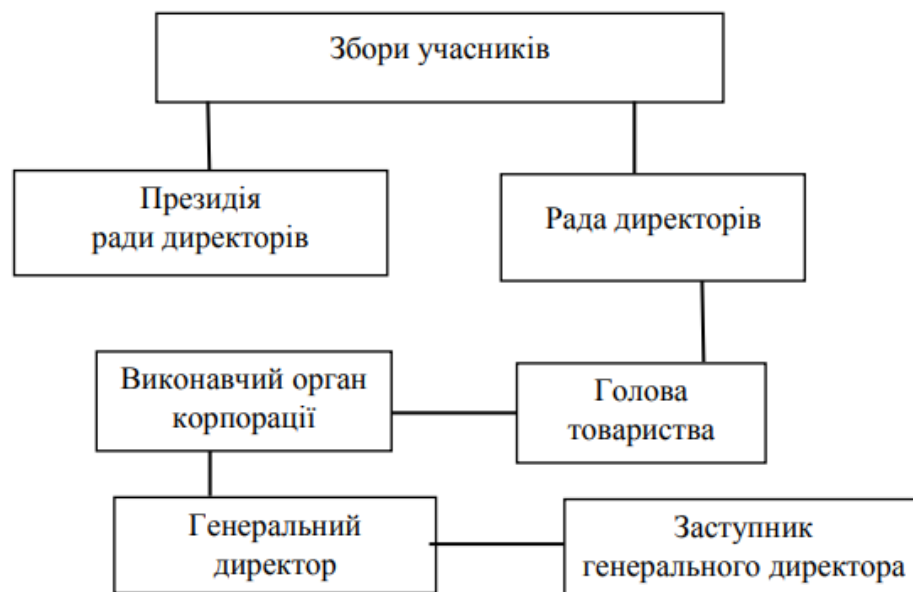 Збори учасників
Президія
ради директорів
Рада директорів
Виконавчий орган
корпорації
Голова
товариства
Генеральний
директор
Заступник
генерального директора